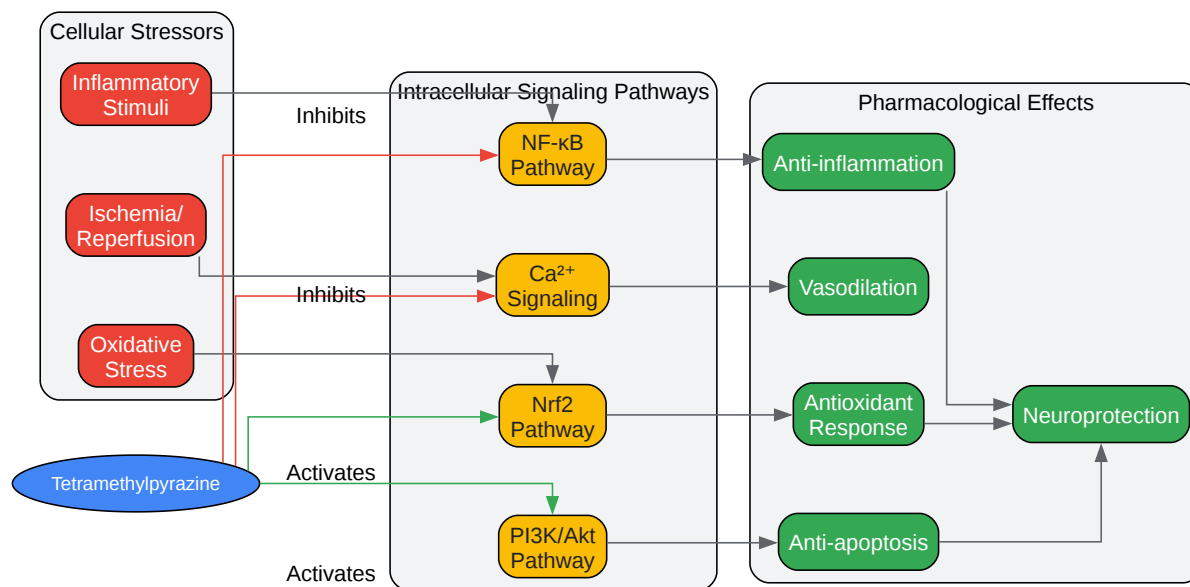 Cellular Stressors
Inflammatory
Stimuli
Ischemia/
Reperfusion
Oxidative
Stress
Tetramethylpyrazine
Inhibits
Inhibits
Activates
Activates
Intracellular Signaling Pathways
NF-κB
Pathway
Ca²⁺
Signaling
Nrf2
Pathway
PI3K/Akt
Pathway
Pharmacological Effects
Anti-inflammation
Vasodilation
Antioxidant
Response
Neuroprotection
Anti-apoptosis